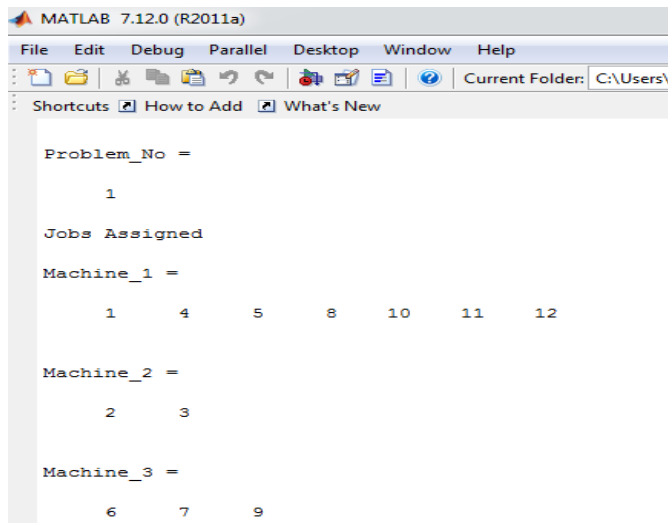 MATLAB 7.12.0 (R2011a)
File Edit Debug Parallel Desktop Window Help
Current Folder: C:\Users\
Shortcuts How to Add What's New
Problem_No =
1
Jobs Assigned
Machine_1 =
1 4 5 8 10 11 12
Machine_2 =
2 3
Machine_3 =
6 7 9